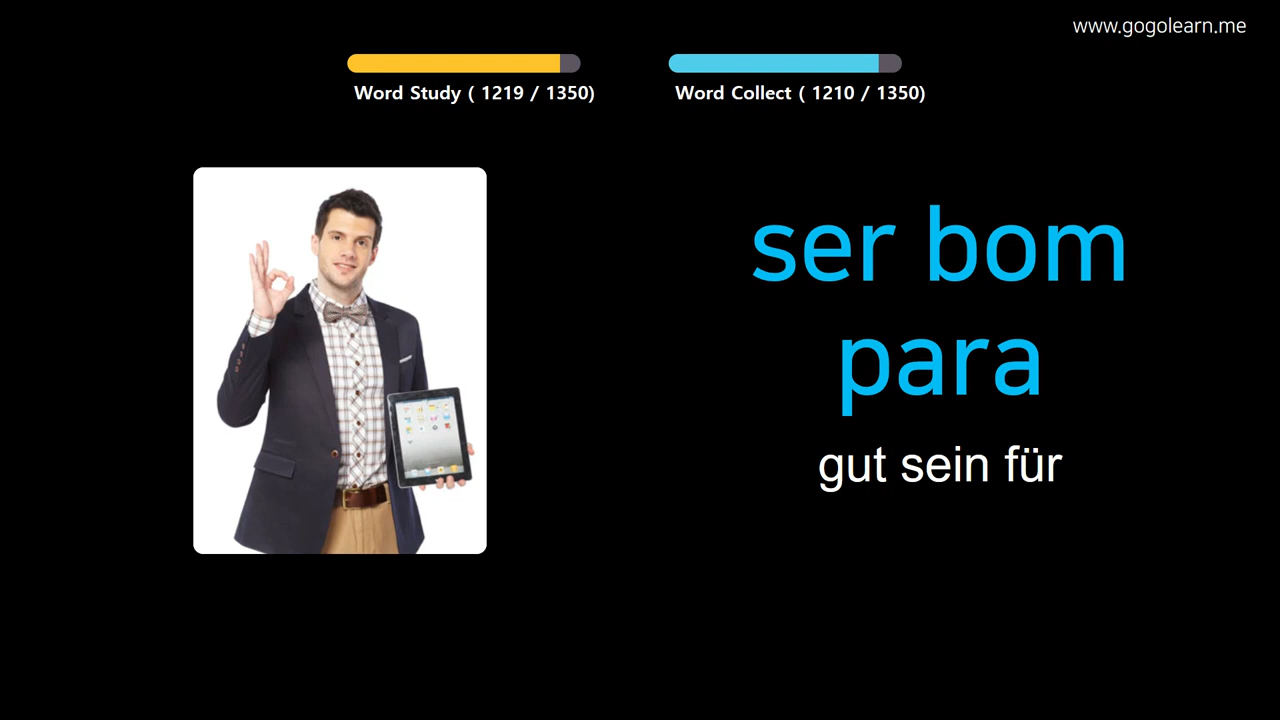 www.gogolearn.me
Word Study ( 1219 / 1350)
Word Collect ( 1210 / 1350)
ser bom
para
gut sein für